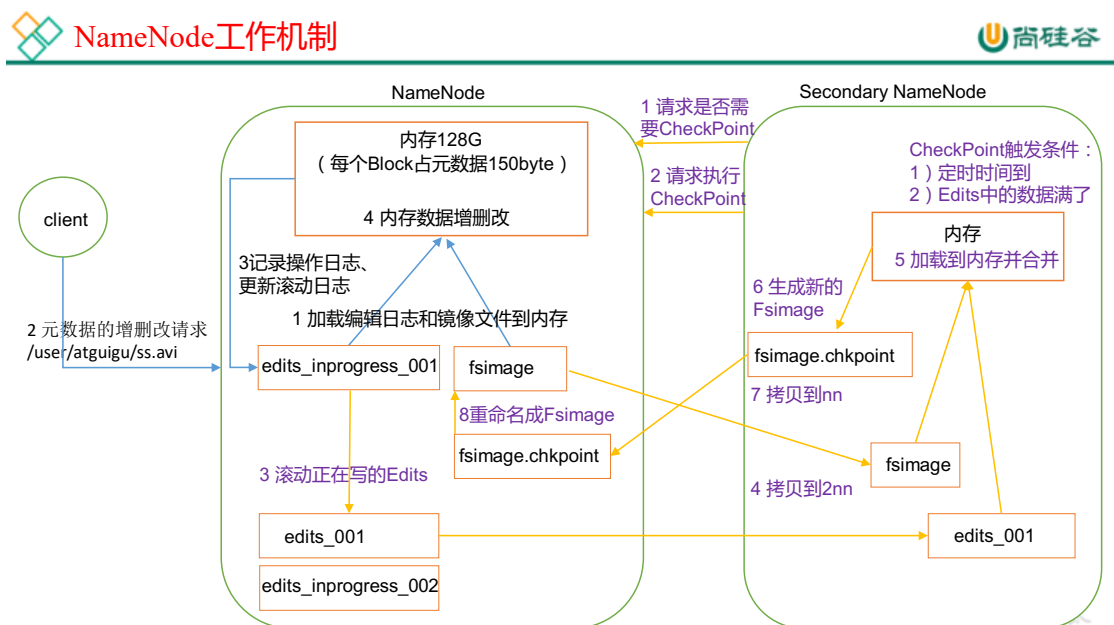 NameNode工作机制
尚硅谷
NameNode
Secondary NameNode
内存128G
（每个Block占元数据150byte）
4 内存数据增删改
1 请求是否需
要CheckPoint
2 请求执行
CheckPoint
CheckPoint触发条件：
1）定时时间到
2）Edits中的数据满了
client
内存
5 加载到内存并合并
3记录操作日志、
更新滚动日志
6 生成新的
Fsimage
1 加载编辑日志和镜像文件到内存
2 元数据的增删改请求
/user/atguigu/ss.avi
edits_inprogress_001
fsimage
fsimage.chkpoint
7 拷贝到nn
8重命名成Fsimage
fsimage.chkpoint
3 滚动正在写的Edits
fsimage
4 拷贝到2nn
edits_001
edits_001
edits_inprogress_002